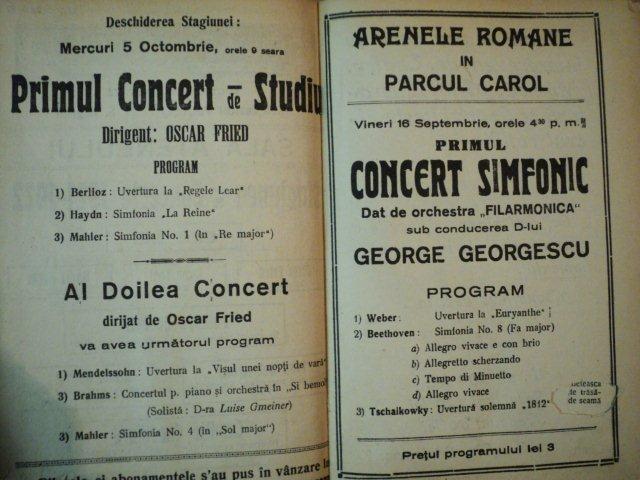 Deschiderea Stagiunei:
Mercuri 5 Octombrie, orele 9 seara
Primul Concert de Studiu
Dirigent: OSCAR FRIED
PROGRAM
1) Berlioz: Uvertura la „Regele Lear"
2) Haydn: Simfonia „La Reine"
3) Mahler: Simfonia No. 1 (în „Re major")
Al Doilea Concert
dirijat de Oscar Fried
va avea următorul program
1) Mendelssohn: Uvertura la „Visul unei nopți de vară"
3) Brahms: Concertul p. piano și orchestră în "Si bemol
(Solistă: D-ra Luise Gmeiner)
3) Mahler: Simfonia No. 4 (în „Sol major")
și abonamentele s'au pus în vânzare
ARENELE ROMANE
IN
PARCUL CAROL
Vineri 16 Septembrie, orele 4³⁰ p. m.
PRIMUL
CONCERT SIMFONIC
Dat de orchestra „FILARMONICA"
sub conducerea D-lui
GEORGE GEORGESCU
PROGRAM
1) Weber: Uvertura la „Euryanthe"
2) Beethoven: Simfonia No. 8 (Fa major)
a) Allegro vivace e con brio
b) Allegretto scherzando
c) Tempo di Minuetto
d) Allegro vivace
3) Tschaikowky: Uvertură solemnă „1812"
de seamă
Prețul programului lei 3